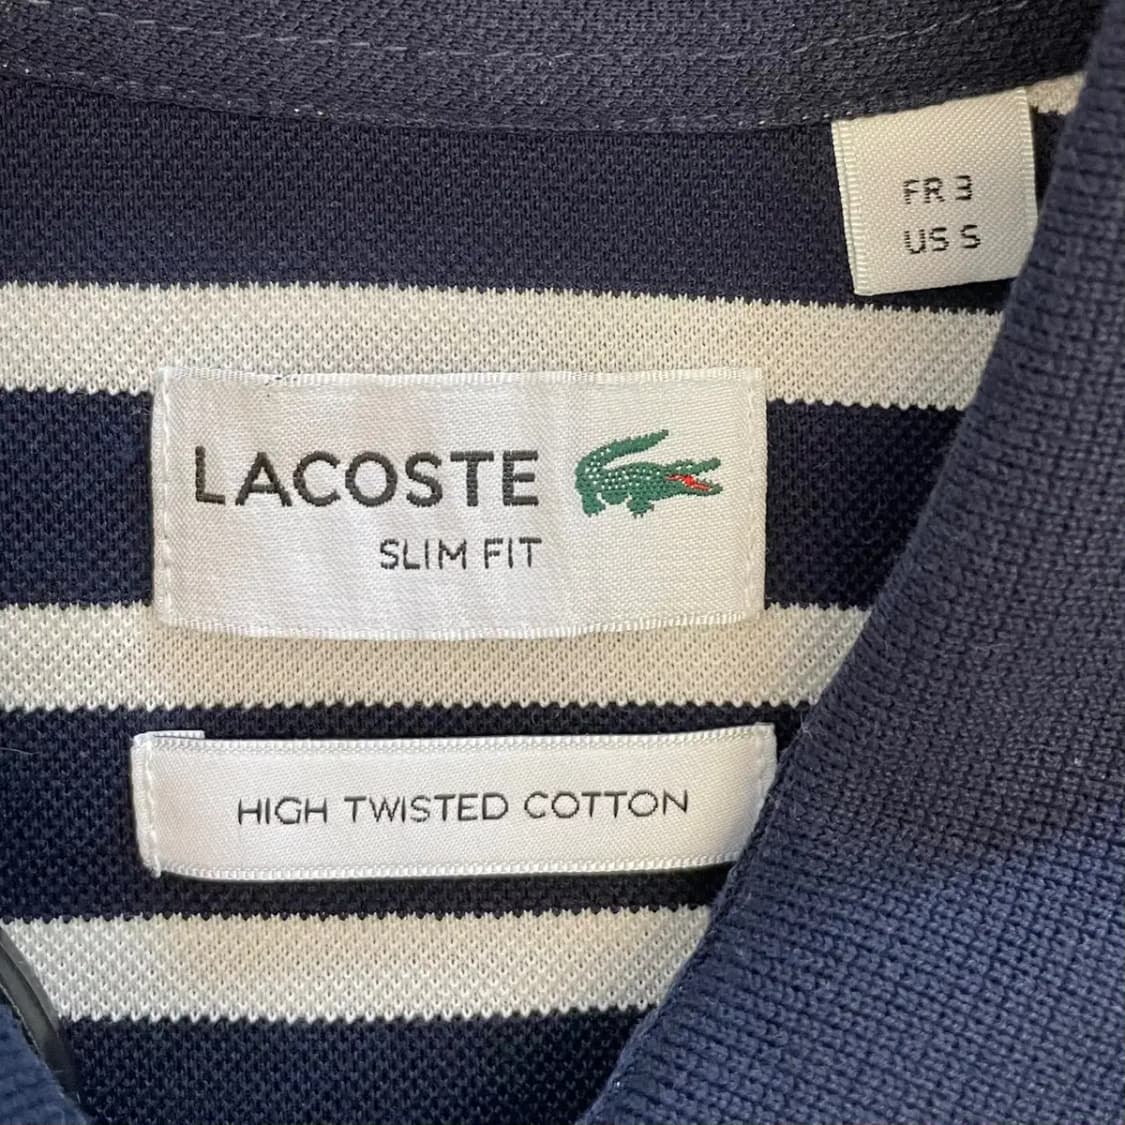 FR 3
US S
LACOSTE
SLIM FIT
HIGH TWISTED COTTON